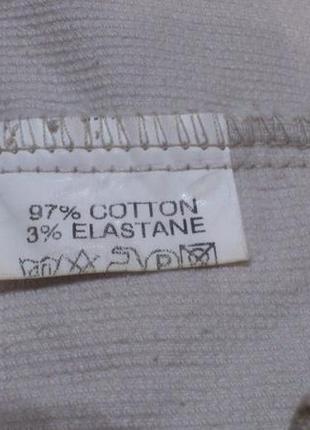 97% COTTON
3% ELASTANE
P